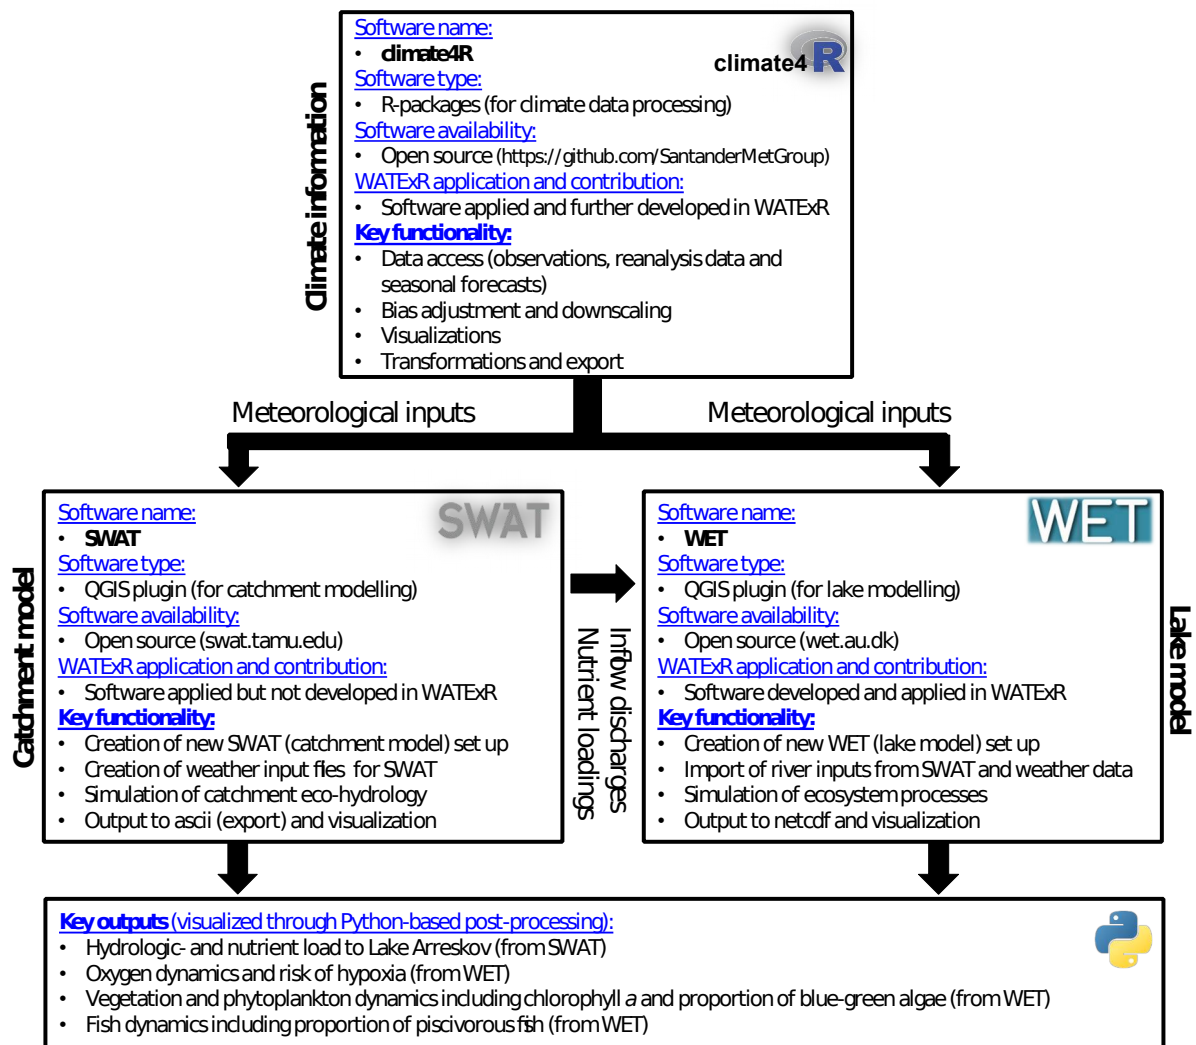 Climate information
Software name:
• climate4R
climate4 R
Software type:
• R-packages (for climate data processing)
Software availability:
• Open source (https://github.com/SantanderMetGroup)
WATExR application and contribution:
• Software applied and further developed in WATExR
Key functionality:
• Data access (observations, reanalysis data and
seasonal forecasts)
• Bias adjustment and downscaling
• Visualizations
• Transformations and export
Meteorological inputs
Meteorological inputs
Catchment model
Software name:
SWAT
• SWAT
Software type:
• QGIS plugin (for catchment modelling)
Software availability:
• Open source (swat.tamu.edu)
WATExR application and contribution:
• Software applied but not developed in WATExR
Key functionality:
• Creation of new SWAT (catchment model) set up
• Creation of weather input files for SWAT
• Simulation of catchment eco-hydrology
• Output to ascii (export) and visualization
Inflow discharges
Nutrient loadings
Lake model
Software name:
WET
• WET
Software type:
• QGIS plugin (for lake modelling)
Software availability:
• Open source (wet.au.dk)
WATExR application and contribution:
• Software developed and applied in WATExR
Key functionality:
• Creation of new WET (lake model) set up
• Import of river inputs from SWAT and weather data
• Simulation of ecosystem processes
• Output to netcdf and visualization
Key outputs (visualized through Python-based post-processing):
• Hydrologic- and nutrient load to Lake Arreskov (from SWAT)
• Oxygen dynamics and risk of hypoxia (from WET)
• Vegetation and phytoplankton dynamics including chlorophyll a and proportion of blue-green algae (from WET)
• Fish dynamics including proportion of piscivorous fish (from WET)